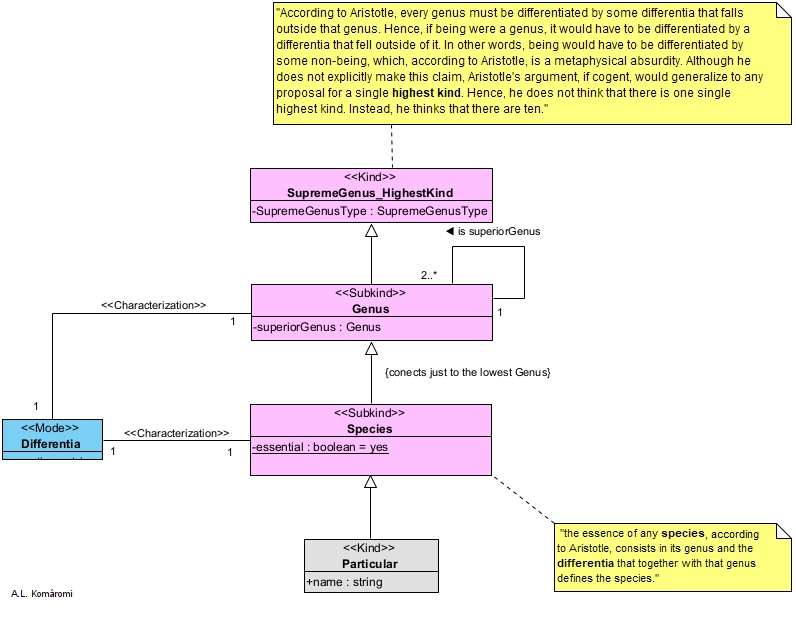 "According to Aristotle, every genus must be differentiated by some differentia that falls
outside that genus. Hence, if being were a genus, it would have to be differentiated by a
differentia that fell outside of it. In other words, being would have to be differentiated by
some non-being, which, according to Aristotle, is a metaphysical absurdity. Although he
does not explicitly make this claim, Aristotle's argument, if cogent, would generalize to any
proposal for a single highest kind. Hence, he does not think that there is one single
highest kind. Instead, he thinks that there are ten."
<<Kind>>
SupremeGenus_HighestKind
-SupremeGenusType : SupremeGenusType
◄ is superiorGenus
2..*
1
<<Subkind>>
Genus
-superiorGenus : Genus
<<Characterization>>
1
1
{conects just to the lowest Genus}
<<Subkind>>
Species
-essential : boolean = yes
<<Mode>>
Differentia
<<Characterization>>
1
1
<<Kind>>
Particular
+name : string
"the essence of any species, according
to Aristotle, consists in its genus and the
differentia that together with that genus
defines the species."
A.L. Komáromi